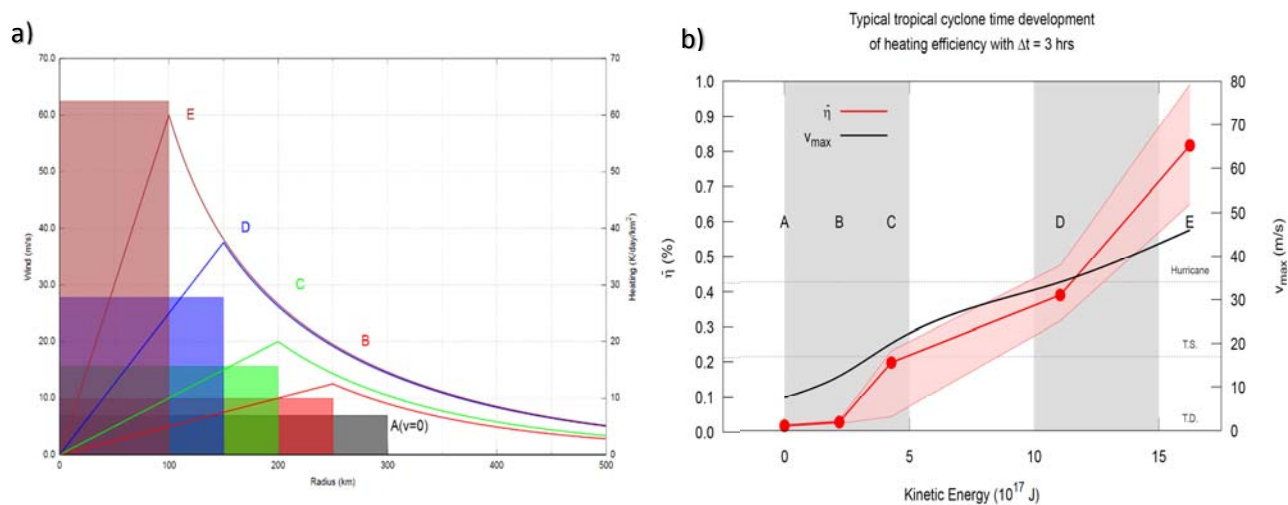 a)
70.0
60.0
50.0
40.0
30.0
20.0
10.0
0.0
Wind (m/s)
0
100
200
300
400
500
Radius (km)
70
60
50
40
30
20
10
0
Heating (K/day/km²)
E
D
C
B
A(v=0)
b)
Typical tropical cyclone time development
of heating efficiency with Δt = 3 hrs
1.0
0.9
0.8
0.7
0.6
0.5
0.4
0.3
0.2
0.1
0.0
η̄ (%)
η̄
vmax
A
B
C
D
E
Hurricane
T.S.
T.D.
80
70
60
50
40
30
20
10
0
vmax (m/s)
0
5
10
15
Kinetic Energy (10¹⁷ J)